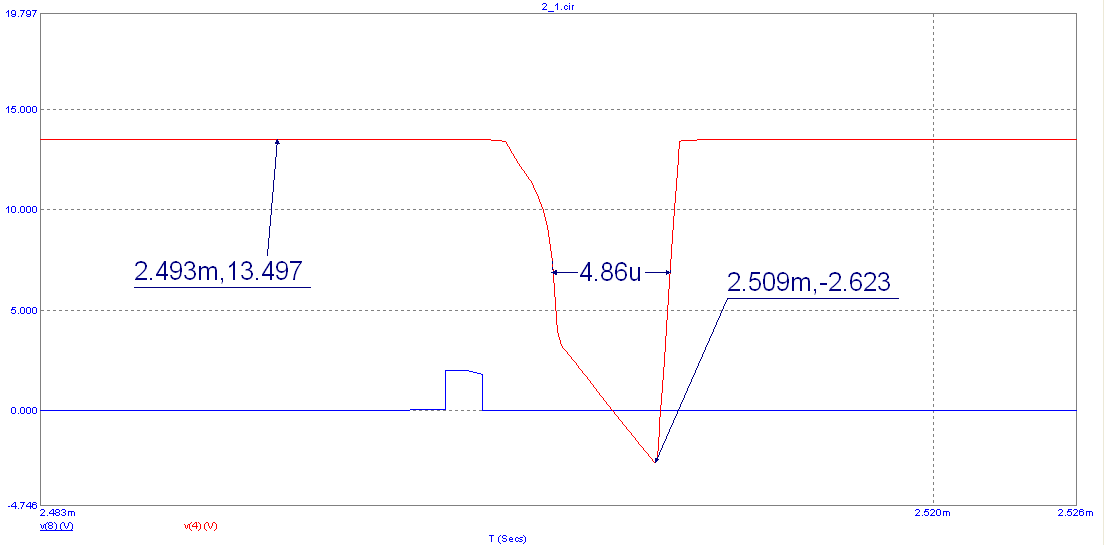 2_1.cir
19.797
15.000
10.000
2.493m,13.497
4.86u
2.509m,-2.623
5.000
0.000
-4.746
2.483m 2.520m 2.526m
v(8) (V) v(4) (V)
T (Secs)